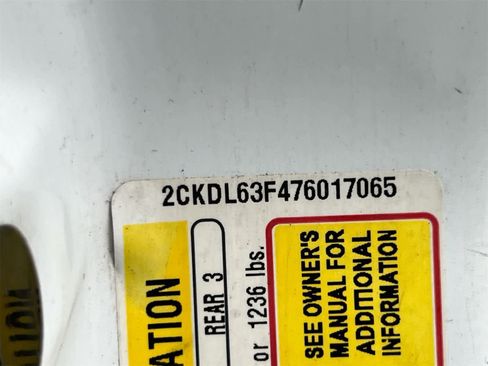 2CKDL63F476017065
ATION
REAR 3
or 1236 lbs.
SEE OWNER'S
MANUAL FOR
ADDITIONAL
INFORMATION